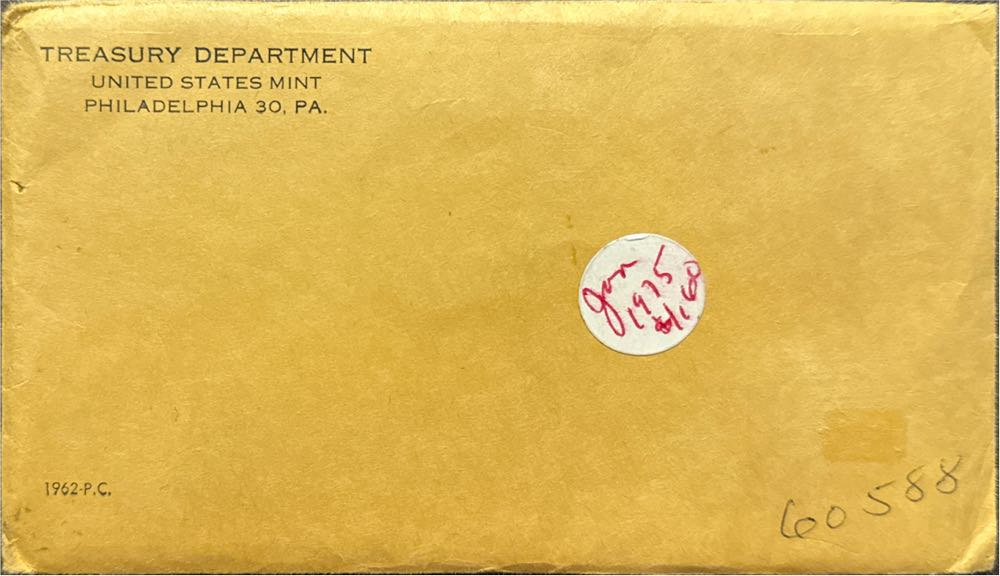 TREASURY DEPARTMENT
UNITED STATES MINT
PHILADELPHIA 30, PA.
Jan
1975
$1.60
1962-P.C.
60588